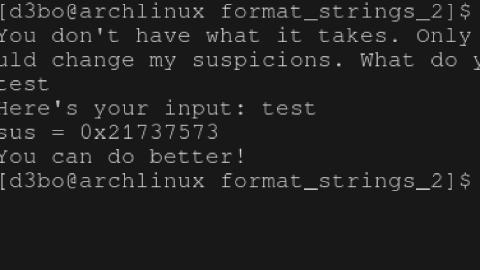 [d3bo@archlinux format_strings_2]$
You don't have what it takes. Only
uld change my suspicions. What do
test
Here's your input: test
sus = 0x21737573
You can do better!
[d3bo@archlinux format_strings_2]$